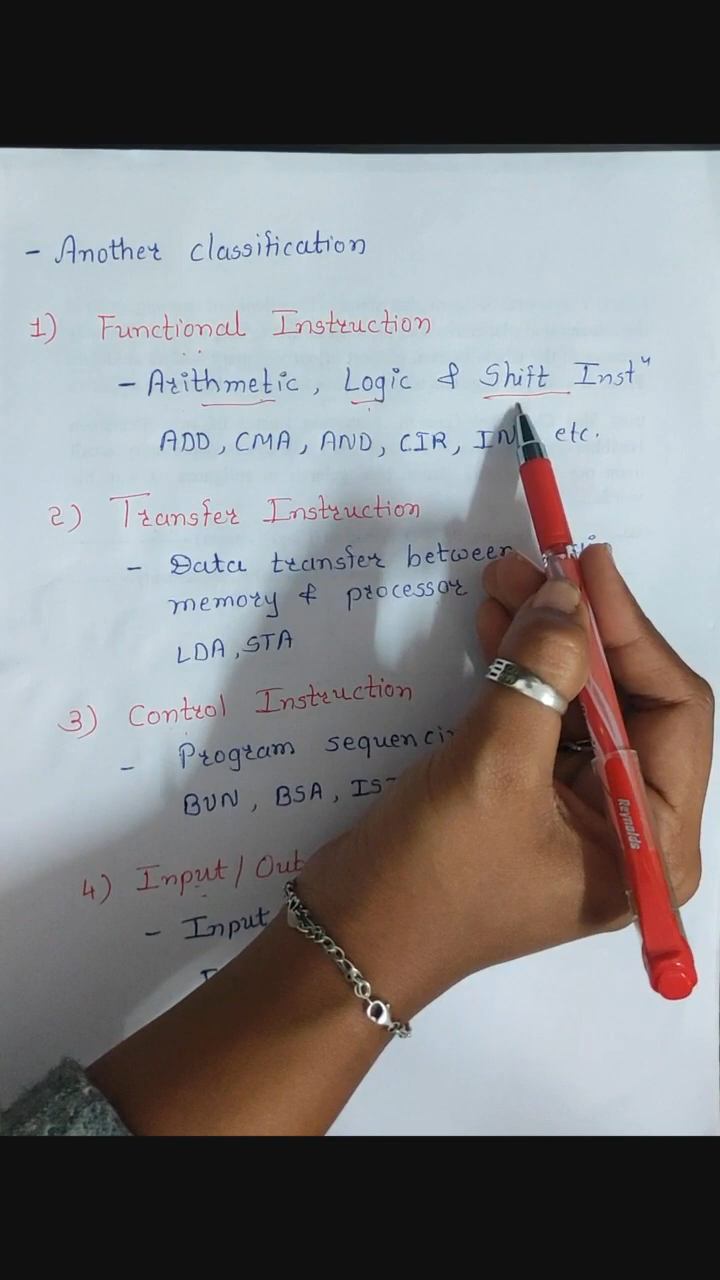 - Another classification
1) Functional Instruction
- Arithmetic, Logic & Shift Instⁿ
ADD, CMA, AND, CIR, etc.
2) Transfer Instruction
- Data transfer between
memory & processor
LDA, STA
3) Control Instruction
- Program
BUN, BSA,
4) Input /
- Input
Reynolds